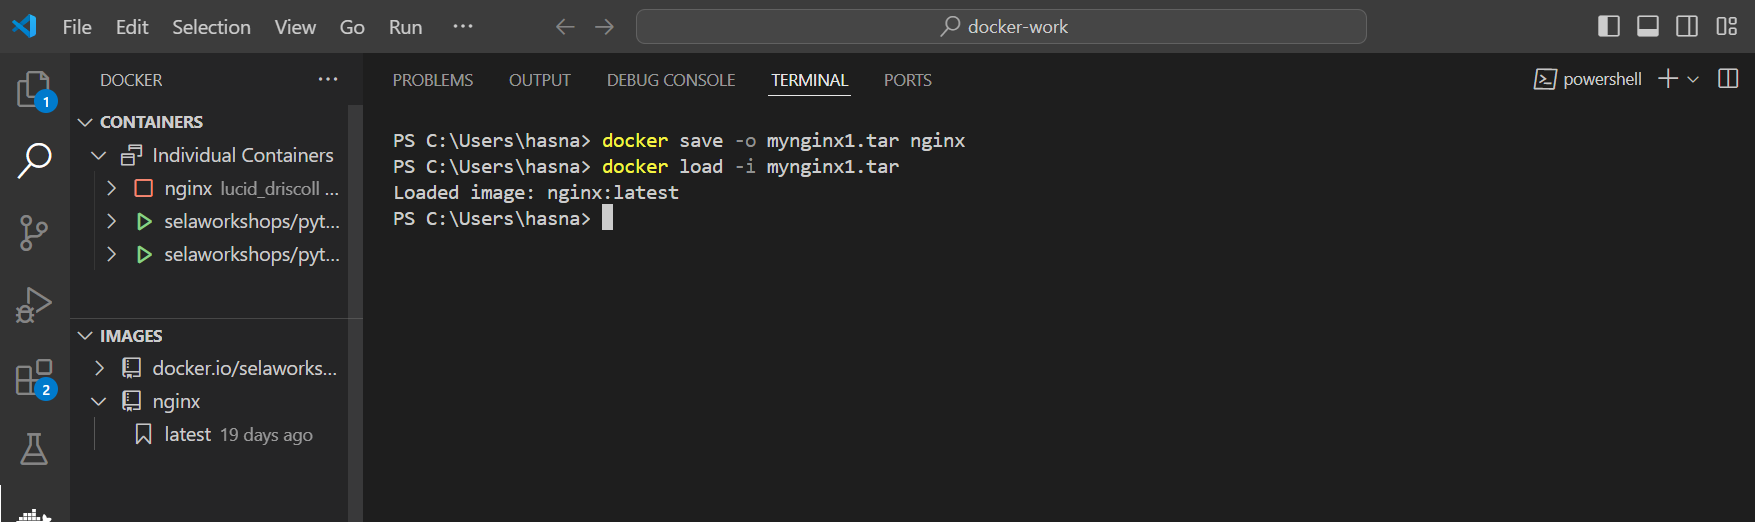 File Edit Selection View Go Run ···
docker-work
DOCKER ···
PROBLEMS OUTPUT DEBUG CONSOLE TERMINAL PORTS
powershell
1
CONTAINERS
Individual Containers
nginx lucid_driscoll ...
selaworkshops/pyt...
selaworkshops/pyt...
IMAGES
docker.io/selaworks...
2
nginx
latest 19 days ago
PS C:\Users\hasna> docker save -o mynginx1.tar nginx
PS C:\Users\hasna> docker load -i mynginx1.tar
Loaded image: nginx:latest
PS C:\Users\hasna>